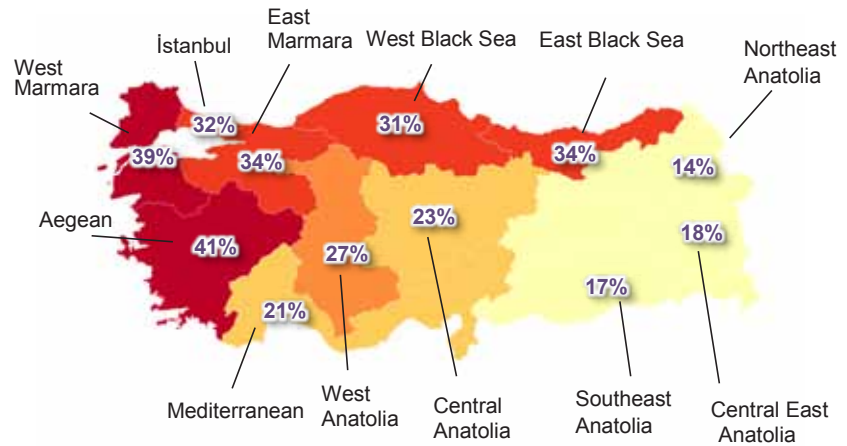 East
Marmara
İstanbul
West Black Sea
East Black Sea
Northeast
Anatolia
West
Marmara
32%
31%
39%
34%
34%
14%
Aegean
41%
27%
23%
18%
21%
17%
Mediterranean
West
Anatolia
Central
Anatolia
Southeast
Anatolia
Central East
Anatolia